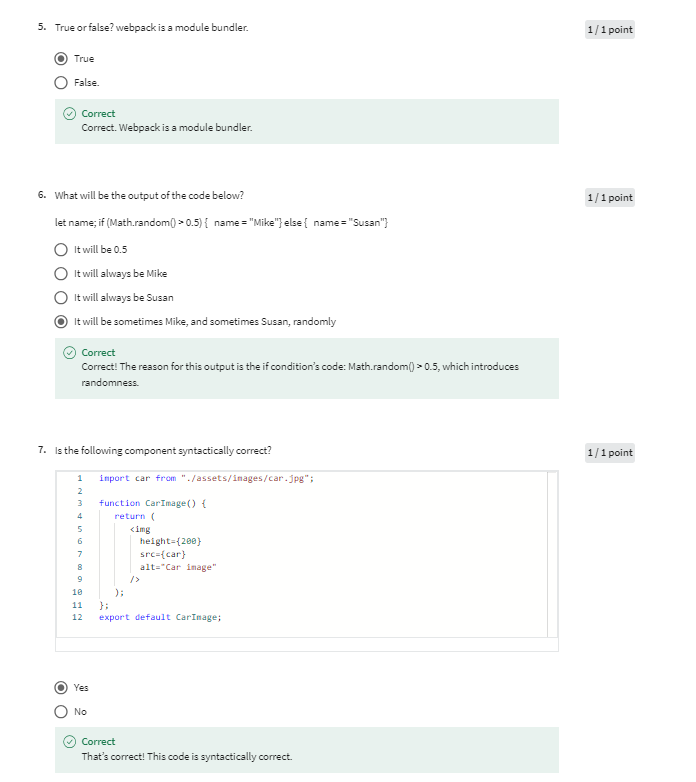 5. True or false? webpack is a module bundler.
1 / 1 point
True
False.
Correct
Correct. Webpack is a module bundler.
6. What will be the output of the code below?
1 / 1 point
let name; if (Math.random() > 0.5) { name = "Mike"} else { name = "Susan"}
It will be 0.5
It will always be Mike
It will always be Susan
It will be sometimes Mike, and sometimes Susan, randomly
Correct
Correct! The reason for this output is the if condition's code: Math.random() > 0.5, which introduces
randomness.
7. Is the following component syntactically correct?
1 / 1 point
1 import car from "./assets/images/car.jpg";
2
3 function CarImage() {
4 return (
5 <img
6 height={200}
7 src={car}
8 alt="Car image"
9 />
10 );
11 };
12 export default CarImage;
Yes
No
Correct
That's correct! This code is syntactically correct.